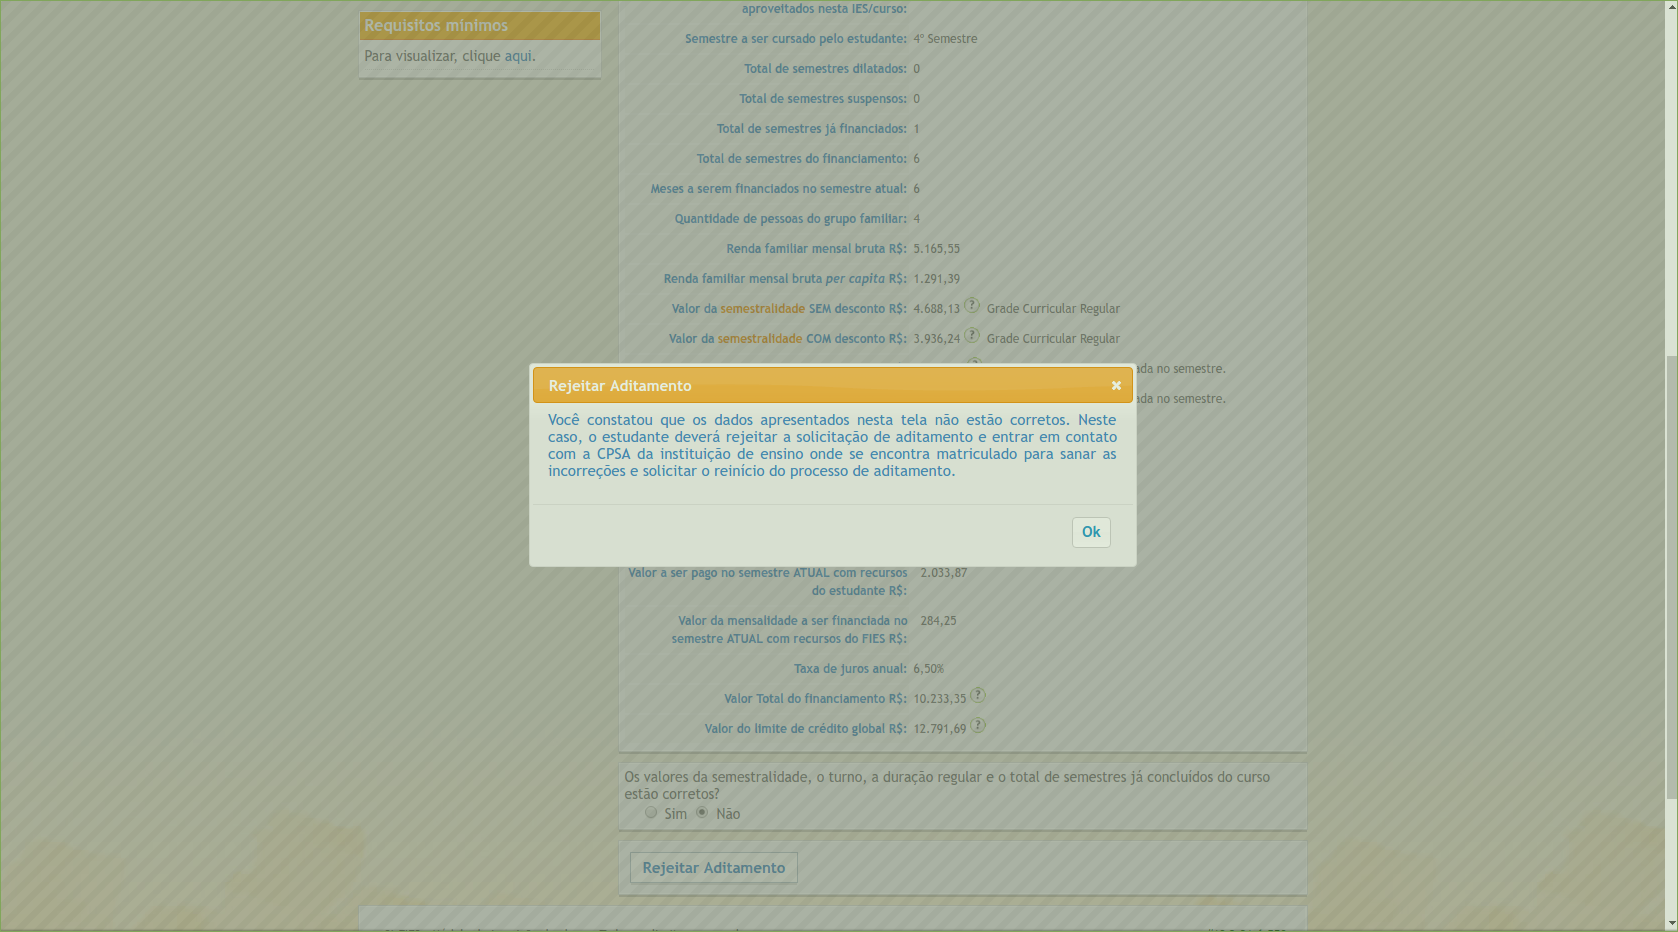 Requisitos mínimos
Para visualizar, clique aqui.
aproveitados nesta IES/curso:
Semestre a ser cursado pelo estudante: 4º Semestre
Total de semestres dilatados: 0
Total de semestres suspensos: 0
Total de semestres já financiados: 1
Total de semestres do financiamento: 6
Meses a serem financiados no semestre atual: 6
Quantidade de pessoas do grupo familiar: 4
Renda familiar mensal bruta R$: 5.165,55
Renda familiar mensal bruta per capita R$: 1.291,39
Valor da semestralidade SEM desconto R$: 4.688,13 ? Grade Curricular Regular
Valor da semestralidade COM desconto R$: 3.936,24 ? Grade Curricular Regular
ada no semestre.
ada no semestre.
Rejeitar Aditamento
Você constatou que os dados apresentados nesta tela não estão corretos. Neste
caso, o estudante deverá rejeitar a solicitação de aditamento e entrar em contato
com a CPSA da instituição de ensino onde se encontra matriculado para sanar as
incorreções e solicitar o reinício do processo de aditamento.
Ok
Valor a ser pago no semestre ATUAL com recursos 2.033,87
do estudante R$:
Valor da mensalidade a ser financiada no 284,25
semestre ATUAL com recursos do FIES R$:
Taxa de juros anual: 6,50%
Valor Total do financiamento R$: 10.233,35 ?
Valor do limite de crédito global R$: 12.791,69 ?
Os valores da semestralidade, o turno, a duração regular e o total de semestres já concluídos do curso
estão corretos?
Sim Não
Rejeitar Aditamento